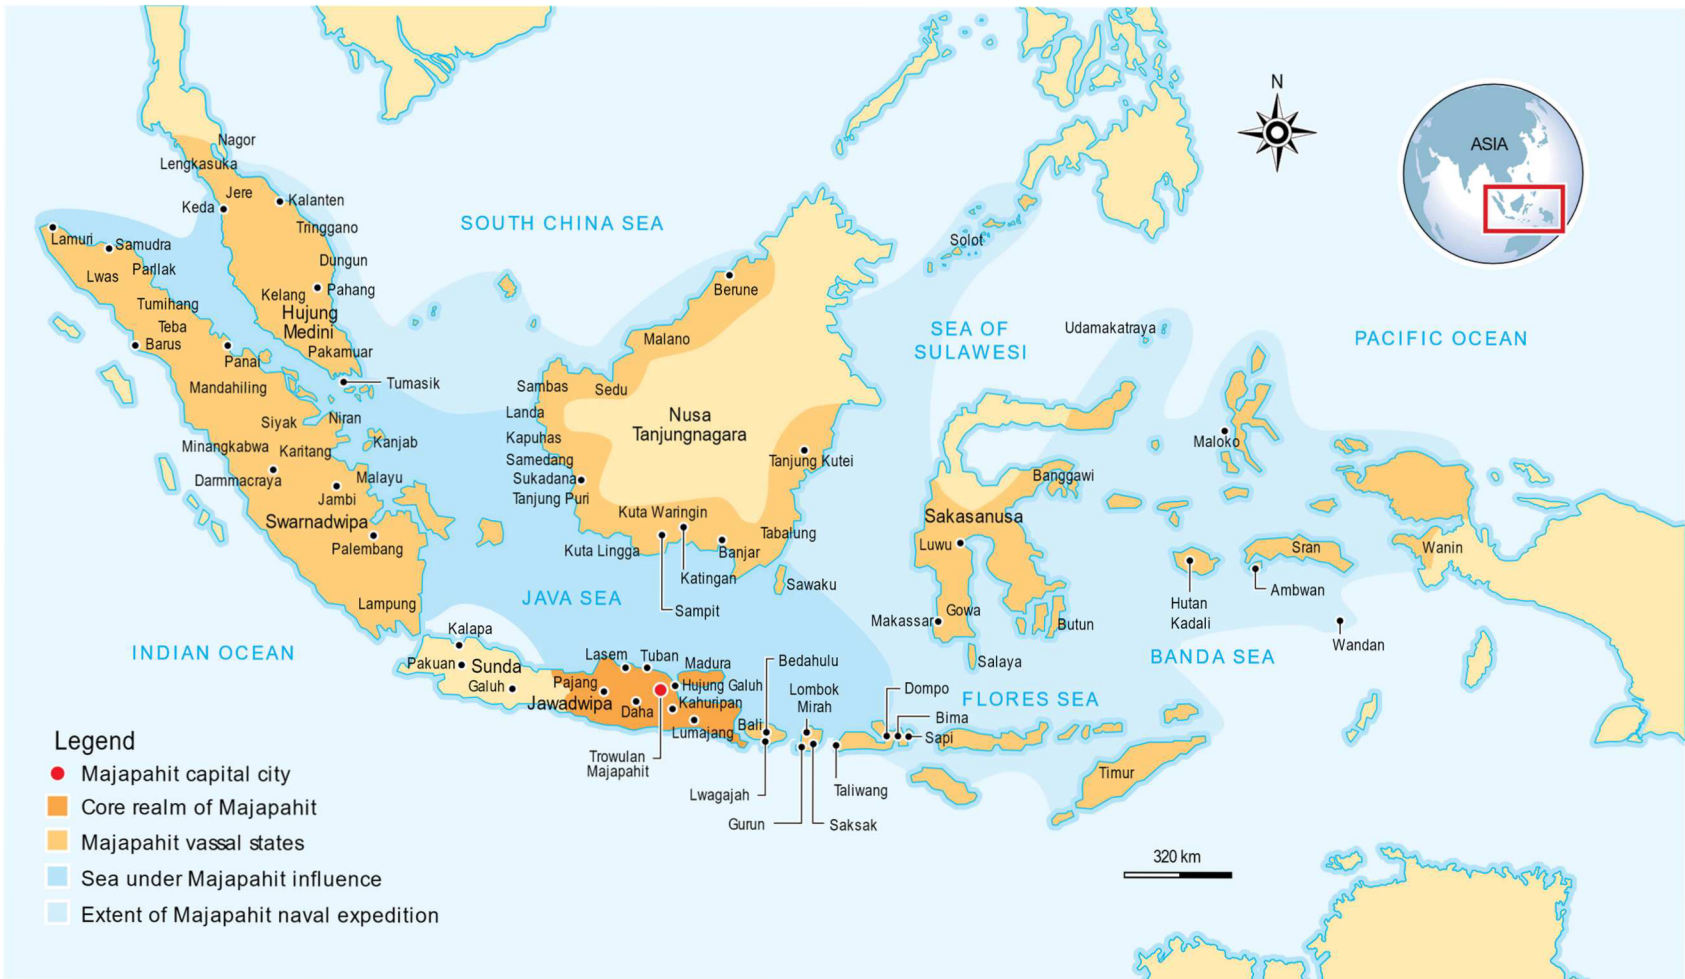 N
ASIA
Nagor
Lengkasuka
Jere
Keda
Kalanten
Tringgano
SOUTH CHINA SEA
Lamuri
Samudra
Parllak
Lwas
Dungun
Kelang
Pahang
Tumihang
Hujung
Medini
Teba
Barus
Panai
Pakamuar
Mandahiling
Tumasik
Siyak
Niran
Kanjab
Minangkabwa
Karitang
Darmmacraya
Malayu
Jambi
Swarnadwipa
Palembang
Lampung
INDIAN OCEAN
Solot
Berune
Malano
Sambas
Sedu
Landa
Nusa
Tanjungnagara
Kapuhas
Samedang
Sukadana
Tanjung Puri
Tanjung Kutei
Kuta Waringin
Kuta Lingga
Tabalung
Banjar
Katingan
Sampit
Sawaku
JAVA SEA
SEA OF
SULAWESI
Udamakatraya
PACIFIC OCEAN
Maloko
Banggawi
Sakasanusa
Luwu
Makassar
Gowa
Butun
Salaya
Hutan
Kadali
Sran
Ambwan
Wanin
Wandan
BANDA SEA
FLORES SEA
Kalapa
Pakuan
Sunda
Galuh
Lasem
Tuban
Madura
Pajang
Hujung Galuh
Jawadwipa
Daha
Kahuripan
Lumajang
Trowulan
Majapahit
Bedahulu
Bali
Lwagajah
Lombok
Mirah
Gurun
Saksak
Taliwang
Dompo
Bima
Sapi
Timur
Legend
Majapahit capital city
Core realm of Majapahit
Majapahit vassal states
Sea under Majapahit influence
Extent of Majapahit naval expedition
320 km